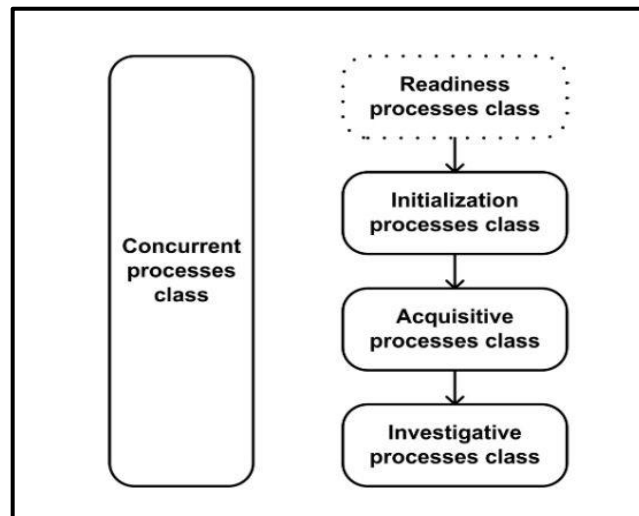 Concurrent
processes
class
Readiness
processes class
Initialization
processes class
Acquisitive
processes class
Investigative
processes class